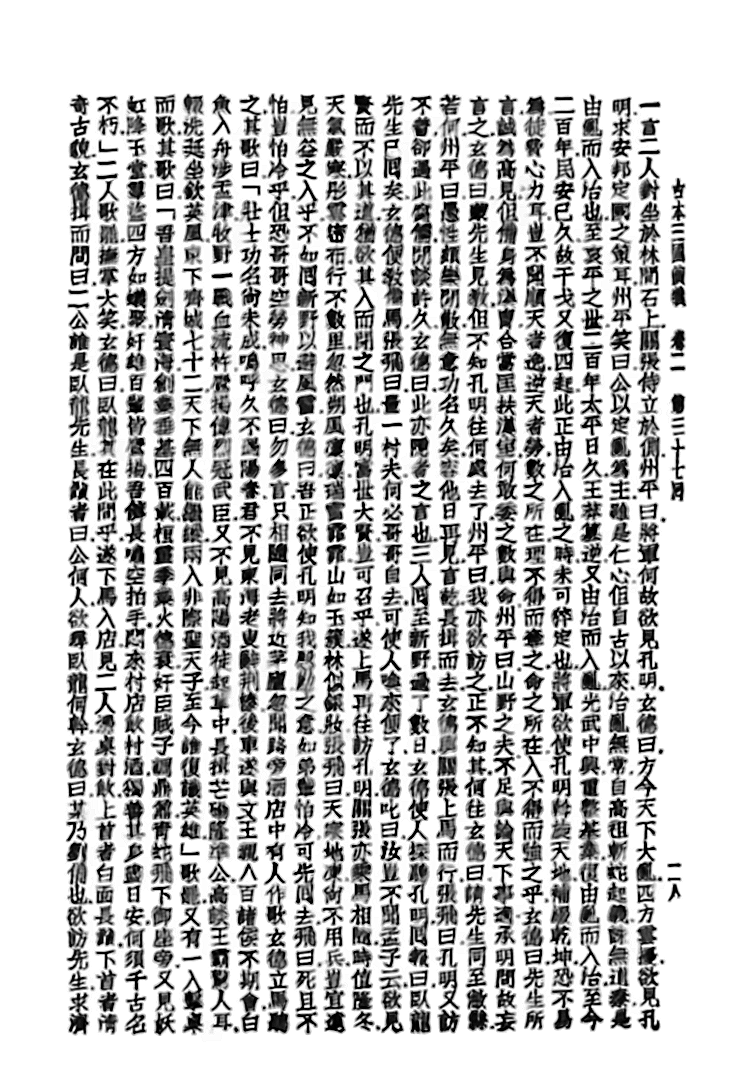 古本三國演義　卷二　第三十七囘　二八
一言二人對坐於林間石上關張侍立於側州平曰將軍何故欲見孔明玄德曰方今天下大亂四方雲擾欲見孔
明求安邦定國之策耳州平笑曰公以定亂爲主雖是仁心但自古以來治亂無常自高祖斬蛇起義誅無道秦是
由亂而入治也至哀平之世二百年太平日久王莽篡逆又由治而入亂光武中興重整基業復由亂而入治至今
二百年民安已久故干戈又復四起此正由治入亂之時未可猝定也將軍欲使孔明斡旋天地補綴乾坤恐不易
爲徒費心力耳豈不聞順天者逸逆天者勞數之所在理不得而奪之命之所在人不得而強之乎玄德曰先生所
言誠爲高見但備身爲漢胄合當匡扶漢室何敢委之數與命州平曰山野之夫不足與論天下事適承明問故妄
言之玄德曰蒙先生見教但不知孔明往何處去了州平曰我亦欲訪之正不知其何往玄德曰請先生同至敝縣
若何州平曰愚性頗樂閒散無意功名久矣容他日再見言訖長揖而去玄德與關張上馬而行張飛曰孔明又訪
不着卻遇此腐儒閒談許久玄德曰此亦隱者之言也三人囘至新野過了數日玄德使人探聽孔明囘報曰臥龍
先生已囘矣玄德便教備馬張飛曰量一村夫何必哥哥自去可使人喚來便了玄德叱曰汝豈不聞孟子云欲見
賢而不以其道猶欲其入而閉之門也孔明當世大賢豈可召乎遂上馬再往訪孔明關張亦乘馬相隨時值隆冬
天氣嚴寒彤雲密布行不數里忽然朔風凜凜瑞雪霏霏山如玉簇林似銀妝張飛曰天寒地凍尚不用兵豈宜遠
見無益之人乎不如囘新野以避風雪玄德曰吾正欲使孔明知我慇懃之意如弟輩怕冷可先囘去飛曰死且不
怕豈怕冷乎但恐哥哥空勞神思玄德曰勿多言只相隨同去將近茅廬忽聞路旁酒店中有人作歌玄德立馬聽
之其歌曰「壯士功名尚未成嗚呼久不遇陽春君不見東海老叟辭荆榛後車遂與文王親八百諸侯不期會白
魚入舟涉孟津牧野一戰血流杵鷹揚偉烈冠武臣又不見高陽酒徒起草中長揖芒碭隆準公高談王霸驚人耳
輟洗延坐欽英風東下齊城七十二天下無人能繼蹤兩人非際聖天子至今誰復識英雄」歌罷又有一人擊桌
而歌其歌曰「吾皇提劍清寰海創業垂基四百載桓靈季業火德衰奸臣賊子調鼎鼐青蛇飛下御座旁又見妖
虹降玉堂羣盜四方如蟻聚奸雄百輩皆鷹揚吾儕長嘯空拍手悶來村店飲村酒獨善其身盡日安何須千古名
不朽」二人歌罷撫掌大笑玄德曰臥龍其在此間乎遂下馬入店見二人凭桌對飲上首者白面長鬚下首者清
奇古貌玄德揖而問曰二公誰是臥龍先生長鬚者曰公何人欲尋臥龍何幹玄德曰某乃劉備也欲訪先生求濟